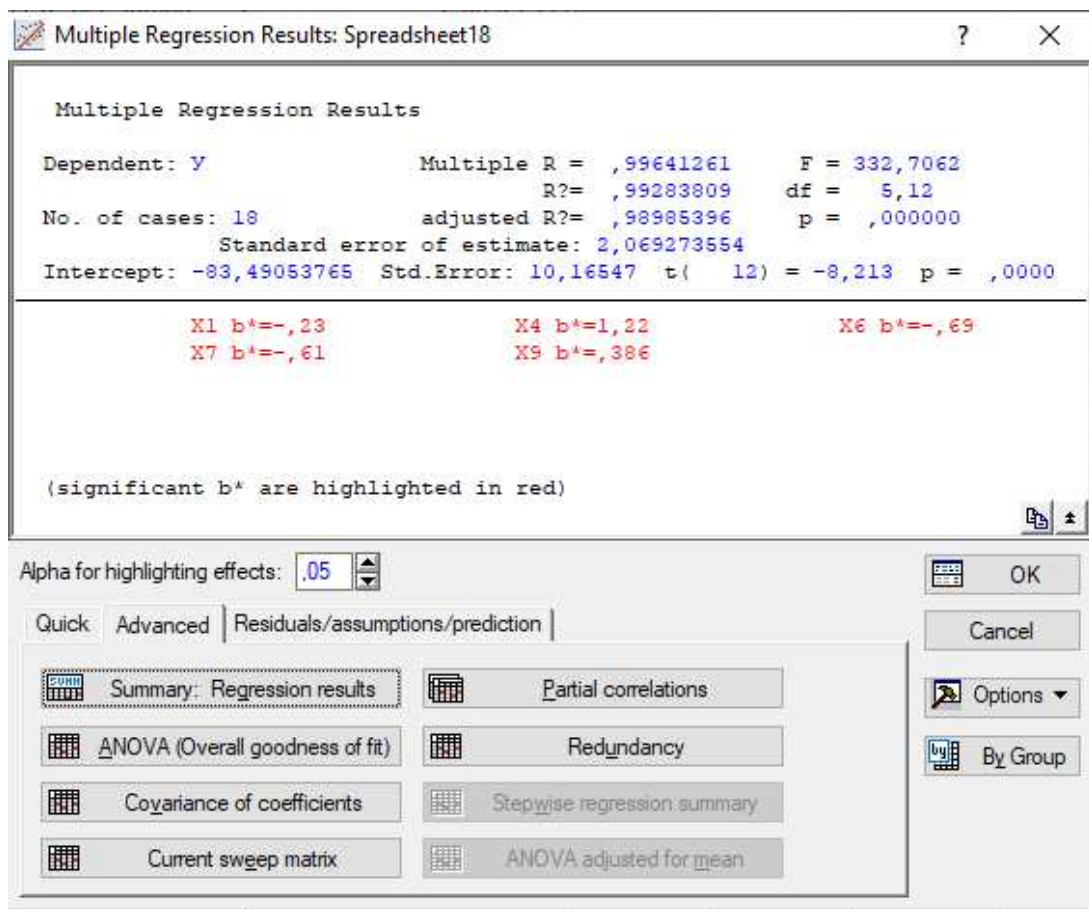 Multiple Regression Results: Spreadsheet18 ? ×
Multiple Regression Results
Dependent: У Multiple R = ,99641261 F = 332,7062
R?= ,99283809 df = 5,12
No. of cases: 18 adjusted R?= ,98985396 p = ,000000
Standard error of estimate: 2,069273554
Intercept: -83,49053765 Std.Error: 10,16547 t( 12) = -8,213 p = ,0000
X1 b*=-,23 X4 b*=1,22 X6 b*=-,69
X7 b*=-,61 X9 b*=,386
(significant b* are highlighted in red)
Alpha for highlighting effects: ,05
OK
Quick Advanced Residuals/assumptions/prediction
Cancel
Summary: Regression results Partial correlations
Options
ANOVA (Overall goodness of fit) Redundancy
By Group
Covariance of coefficients Stepwise regression summary
Current sweep matrix ANOVA adjusted for mean